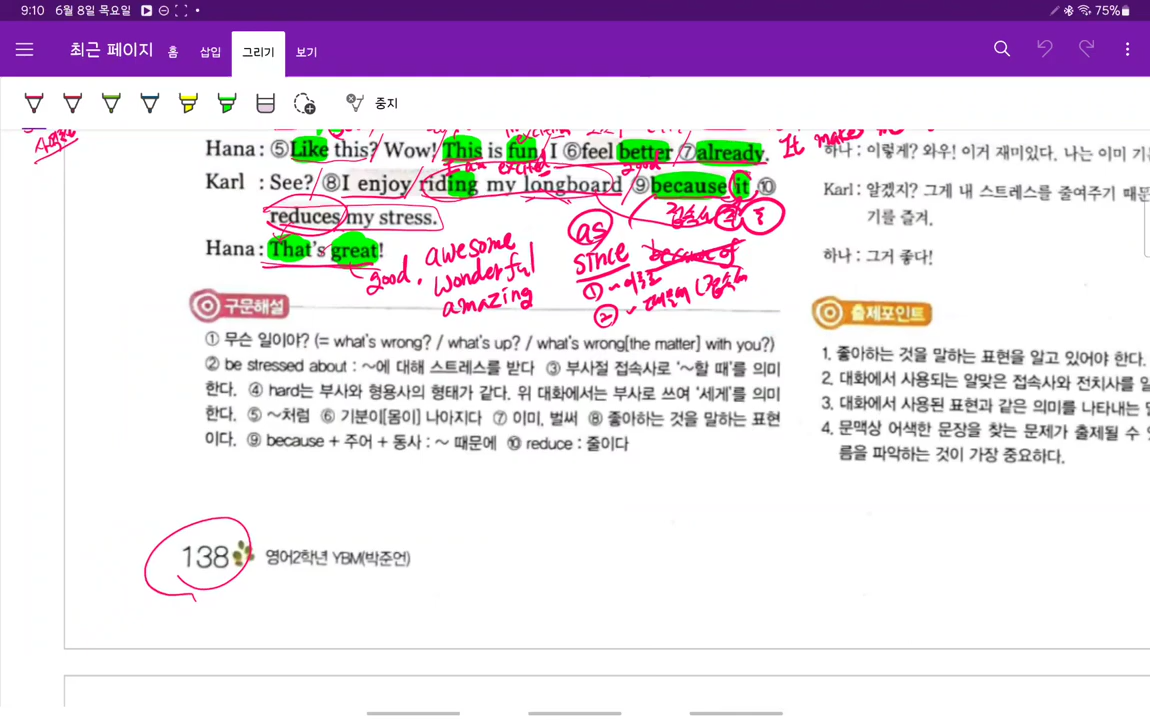 9:10 6월 8일 목요일 75%
최근 페이지 홈 삽입 그리기 보기
중지
It makes
Hana : ⑤Like this? Wow! This is fun. I ⑥feel better ⑦already.
하나 : 이렇게? 와우! 이거 재미있다. 나는 이미 기
good
Karl : See? ⑧I enjoy riding my longboard ⑨because it ⑩
Karl : 알겠지? 그게 내 스트레스를 줄여주기 때문
reduces my stress.
접속사 주 동
기를 즐겨.
as
Hana : That's great!
하나 : 그거 좋다!
good. awesome
wonderful
amazing
since because of
① ~이후로
② ~때문에 (접속사
구문해설
① 무슨 일이야? (= what's wrong? / what's up? / what's wrong[the matter] with you?)
② be stressed about : ~에 대해 스트레스를 받다 ③ 부사절 접속사로 '~할 때'를 의미
한다. ④ hard는 부사와 형용사의 형태가 같다. 위 대화에서는 부사로 쓰여 '세게'를 의미
한다. ⑤ ~처럼 ⑥ 기분이[몸이] 나아지다 ⑦ 이미, 벌써 ⑧ 좋아하는 것을 말하는 표현
이다. ⑨ because + 주어 + 동사 : ~ 때문에 ⑩ reduce : 줄이다
출제포인트
1. 좋아하는 것을 말하는 표현을 알고 있어야 한다.
2. 대화에서 사용되는 알맞은 접속사와 전치사를 알
3. 대화에서 사용된 표현과 같은 의미를 나타내는 말
4. 문맥상 어색한 문장을 찾는 문제가 출제될 수 있
름을 파악하는 것이 가장 중요하다.
138 영어2학년 YBM(박준언)